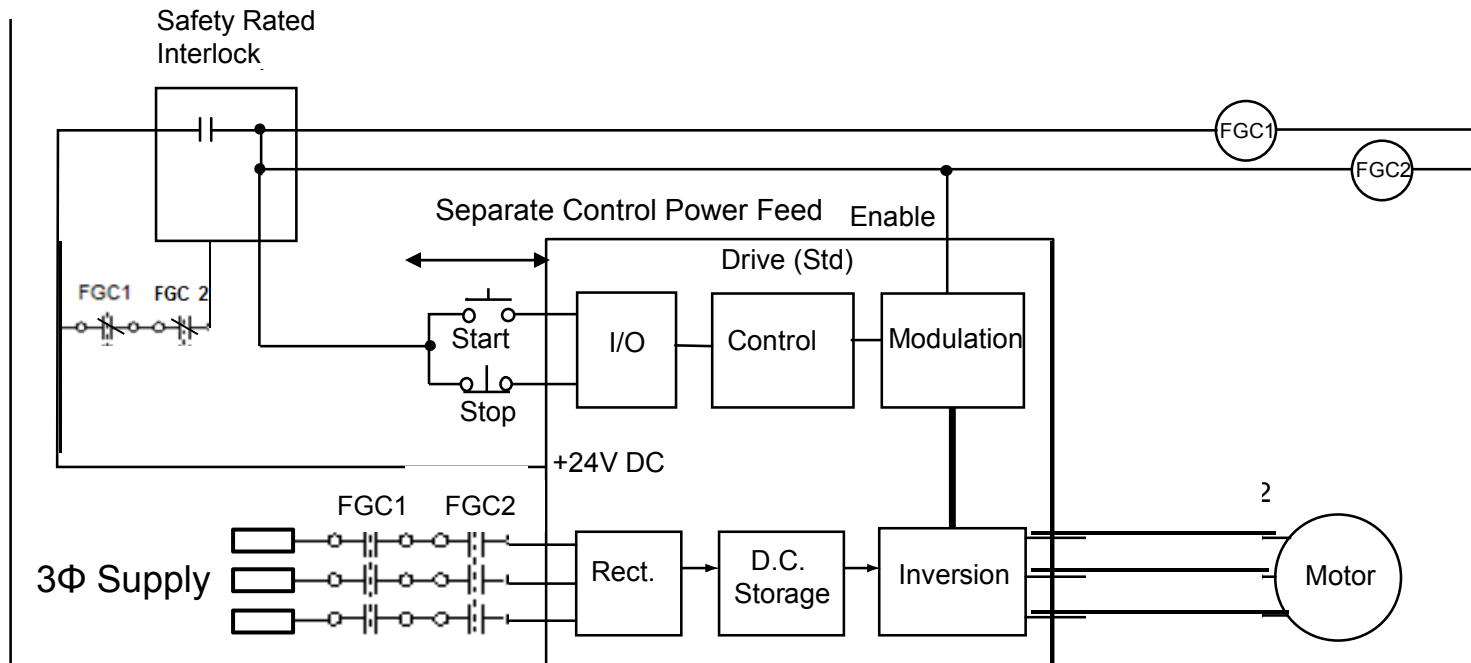 Safety Rated
Interlock
FGC1
FGC2
Separate Control Power Feed
Enable
Drive (Std)
FGC1
FGC 2
Start
Stop
I/O
Control
Modulation
+24V DC
FGC1
FGC2
2
3Φ Supply
Rect.
D.C.
Storage
Inversion
Motor